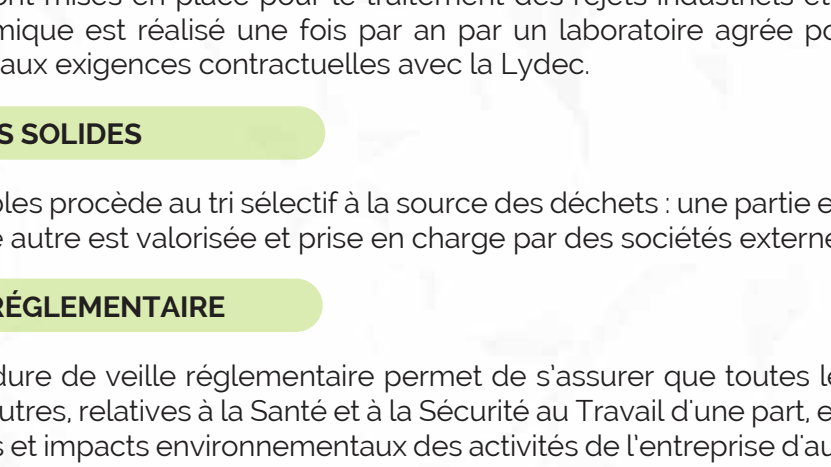 ont mises en place pour le traitement des rejets industriels et
mique est réalisé une fois par an par un laboratoire agrée po
aux exigences contractuelles avec la Lydec.
S SOLIDES
les procède au tri sélectif à la source des déchets : une partie e
autre est valorisée et prise en charge par des sociétés externe
RÉGLEMENTAIRE
dure de veille réglementaire permet de s'assurer que toutes le
utres, relatives à la Santé et à la Sécurité au Travail d'une part, e
s et impacts environnementaux des activités de l'entreprise d'au